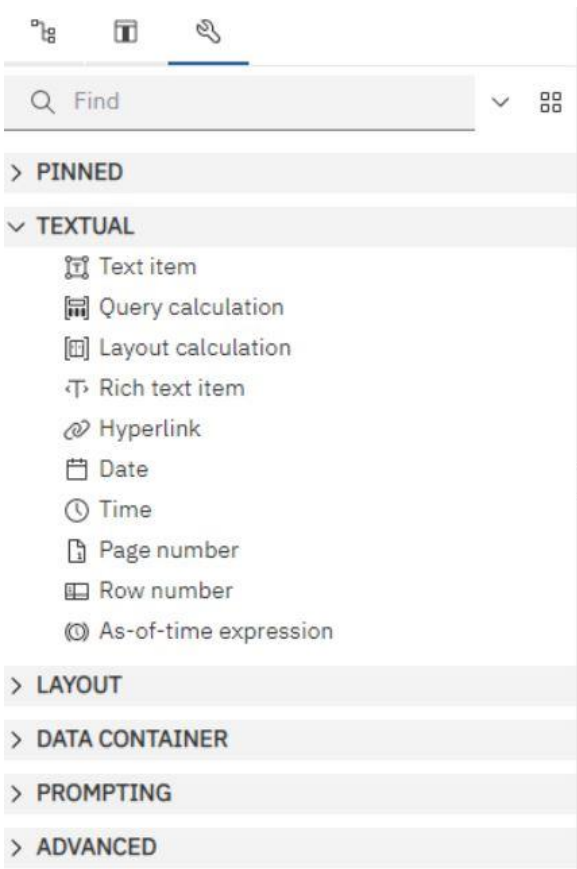 Find
PINNED
TEXTUAL
Text item
Query calculation
Layout calculation
Rich text item
Hyperlink
Date
Time
Page number
Row number
As-of-time expression
LAYOUT
DATA CONTAINER
PROMPTING
ADVANCED